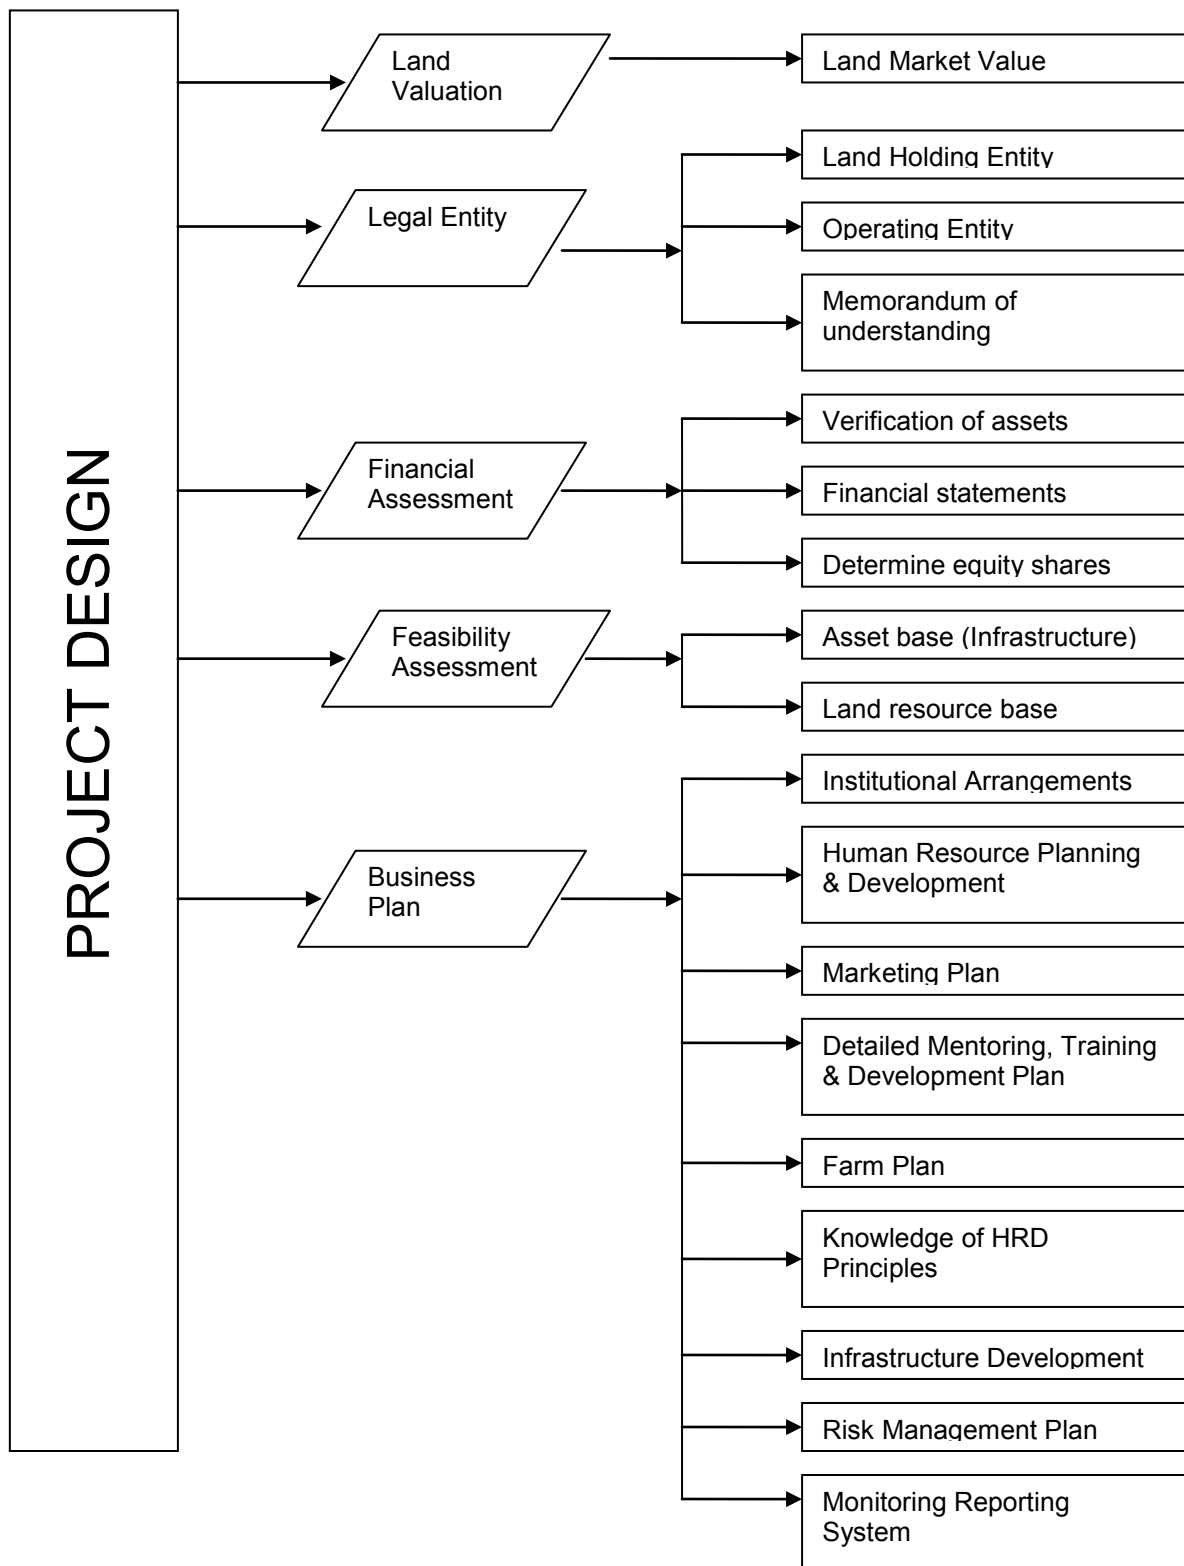 PROJECT DESIGN
Land
Valuation
Land Market Value
Legal Entity
Land Holding Entity
Operating Entity
Memorandum of
understanding
Financial
Assessment
Verification of assets
Financial statements
Determine equity shares
Feasibility
Assessment
Asset base (Infrastructure)
Land resource base
Business
Plan
Institutional Arrangements
Human Resource Planning
& Development
Marketing Plan
Detailed Mentoring, Training
& Development Plan
Farm Plan
Knowledge of HRD
Principles
Infrastructure Development
Risk Management Plan
Monitoring Reporting
System